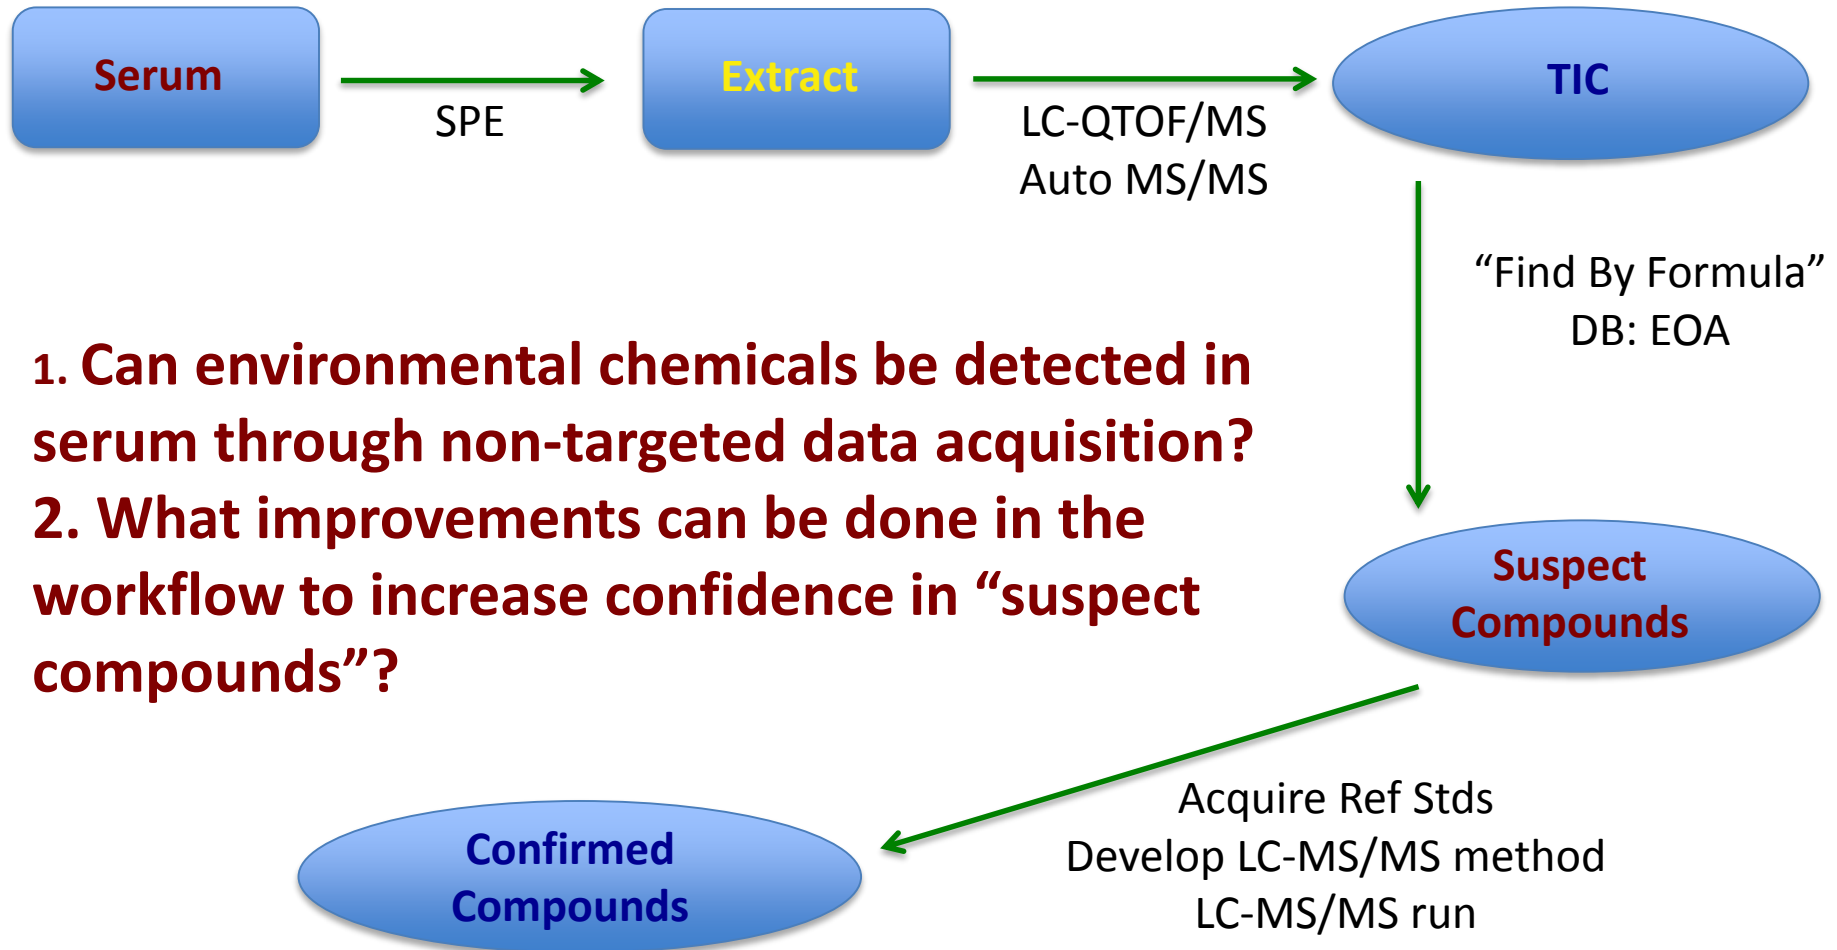 Serum
SPE
Extract
LC-QTOF/MS
Auto MS/MS
TIC
“Find By Formula”
DB: EOA
1. Can environmental chemicals be detected in
serum through non-targeted data acquisition?
2. What improvements can be done in the
workflow to increase confidence in “suspect
compounds”?
Suspect
Compounds
Acquire Ref Stds
Develop LC-MS/MS method
LC-MS/MS run
Confirmed
Compounds